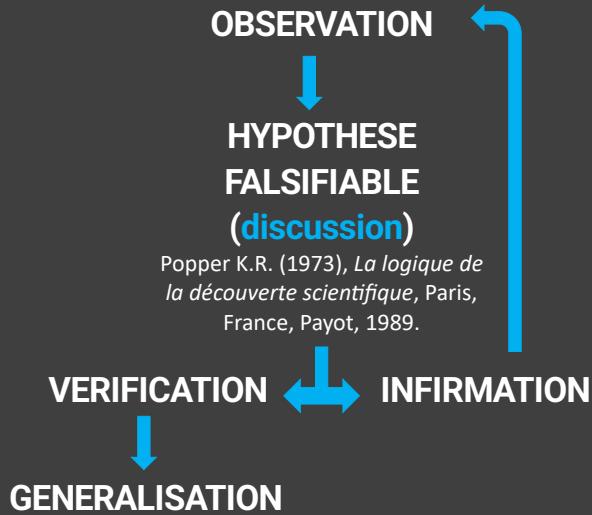 OBSERVATION
HYPOTHESE
FALSIFIABLE
(discussion)
Popper K.R. (1973), La logique de
la découverte scientifique, Paris,
France, Payot, 1989.
VERIFICATION
INFIRMATION
GENERALISATION